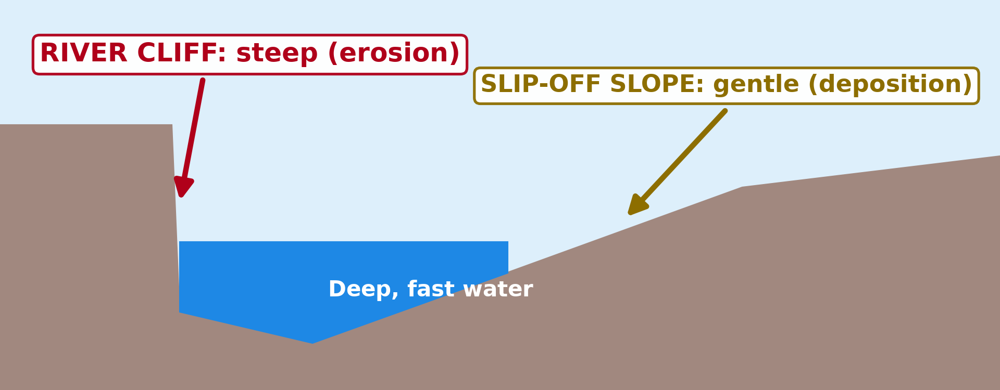 RIVER CLIFF: steep (erosion)
SLIP-OFF SLOPE: gentle (deposition)
Deep, fast water